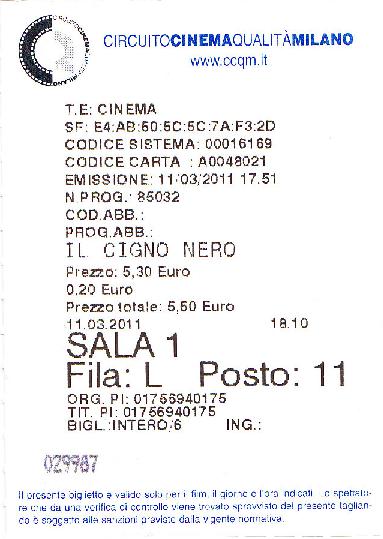 CIRCUITOCINEMAQUALITÀMILANO
www.ccqm.it
T.E: CINEMA
SF: E4:AB:50:5C:5C:7A:F3:2D
CODICE SISTEMA: 00016169
CODICE CARTA : A0048021
EMISSIONE: 11/03/2011 17.51
N.PROG.: 85032
COD.ABB.:
PROG.ABB.:
IL CIGNO NERO
Prezzo: 5,30 Euro
0,20 Euro
Prezzo totale: 5,50 Euro
11.03.2011 18.10
SALA 1
Fila: L Posto: 11
ORG. PI: 01756940175
TIT. PI: 01756940175
BIGL.:INTERO/6 ING.:
029987
Il presente biglietto è valido solo per il film, il giorno e l'ora indicati. Lo spettato-
re che da una verifica di controllo viene trovato sprovvisto del presente taglian-
do è soggetto alle sanzioni previste dalla vigente normativa.